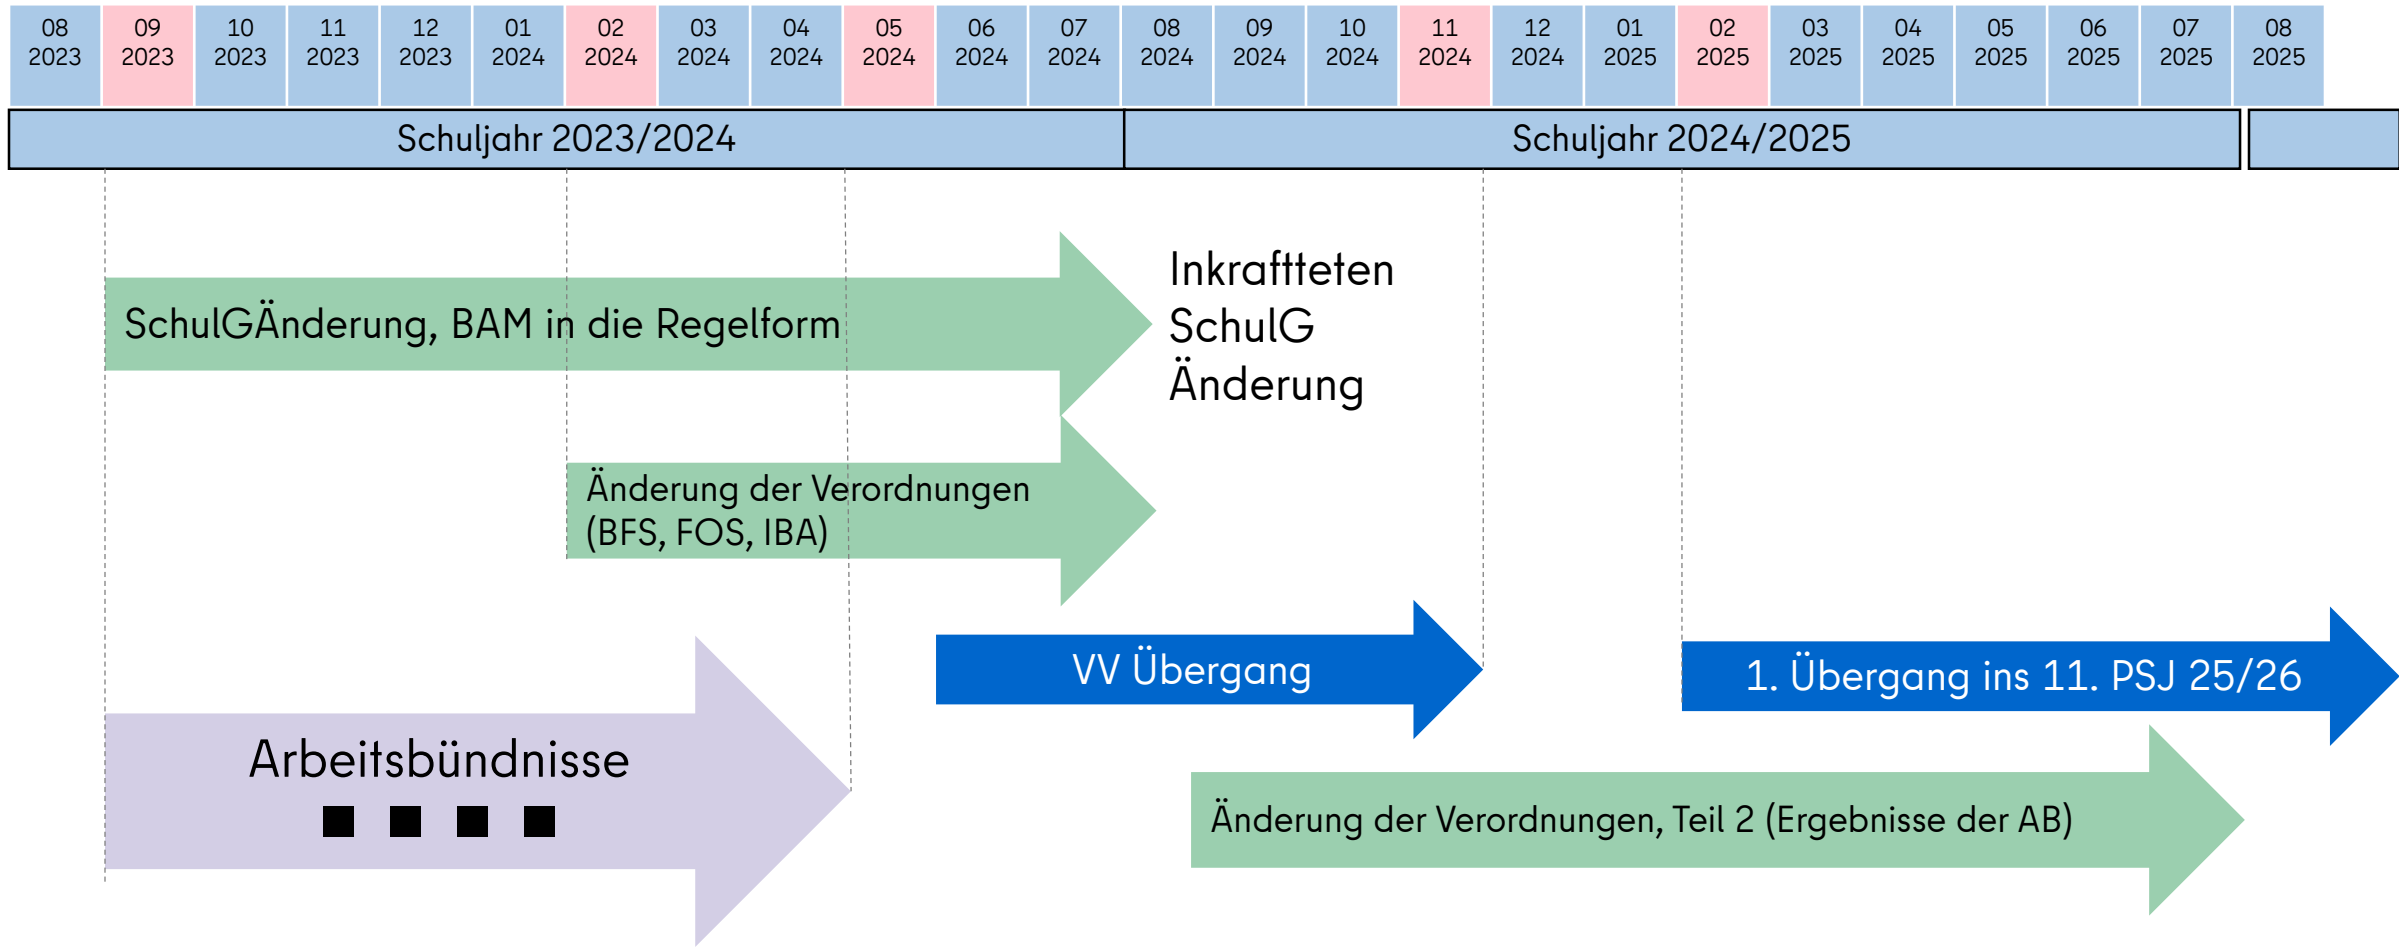 08 09 10 11 12 01 02 03 04 05 06 07 08 09 10 11 12 01 02 03 04 05 06 07 08
2023 2023 2023 2023 2023 2024 2024 2024 2024 2024 2024 2024 2024 2024 2024 2024 2024 2025 2025 2025 2025 2025 2025 2025 2025
Schuljahr 2023/2024 Schuljahr 2024/2025
SchulGÄnderung, BAM in die Regelform
Inkraftteten
SchulG
Änderung
Änderung der Verordnungen
(BFS, FOS, IBA)
VV Übergang
1. Übergang ins 11. PSJ 25/26
Arbeitsbündnisse
Änderung der Verordnungen, Teil 2 (Ergebnisse der AB)